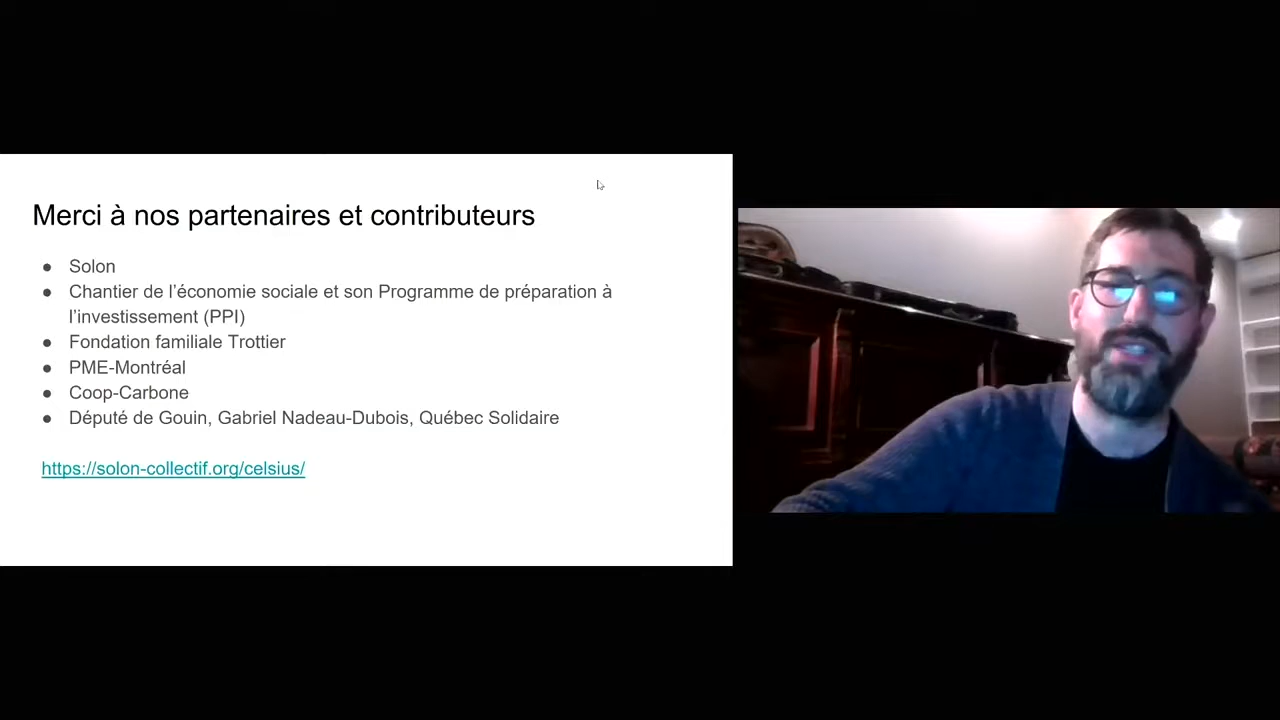 Merci à nos partenaires et contributeurs
● Solon
● Chantier de l’économie sociale et son Programme de préparation à
l’investissement (PPI)
● Fondation familiale Trottier
● PME-Montréal
● Coop-Carbone
● Député de Gouin, Gabriel Nadeau-Dubois, Québec Solidaire
https://solon-collectif.org/celsius/